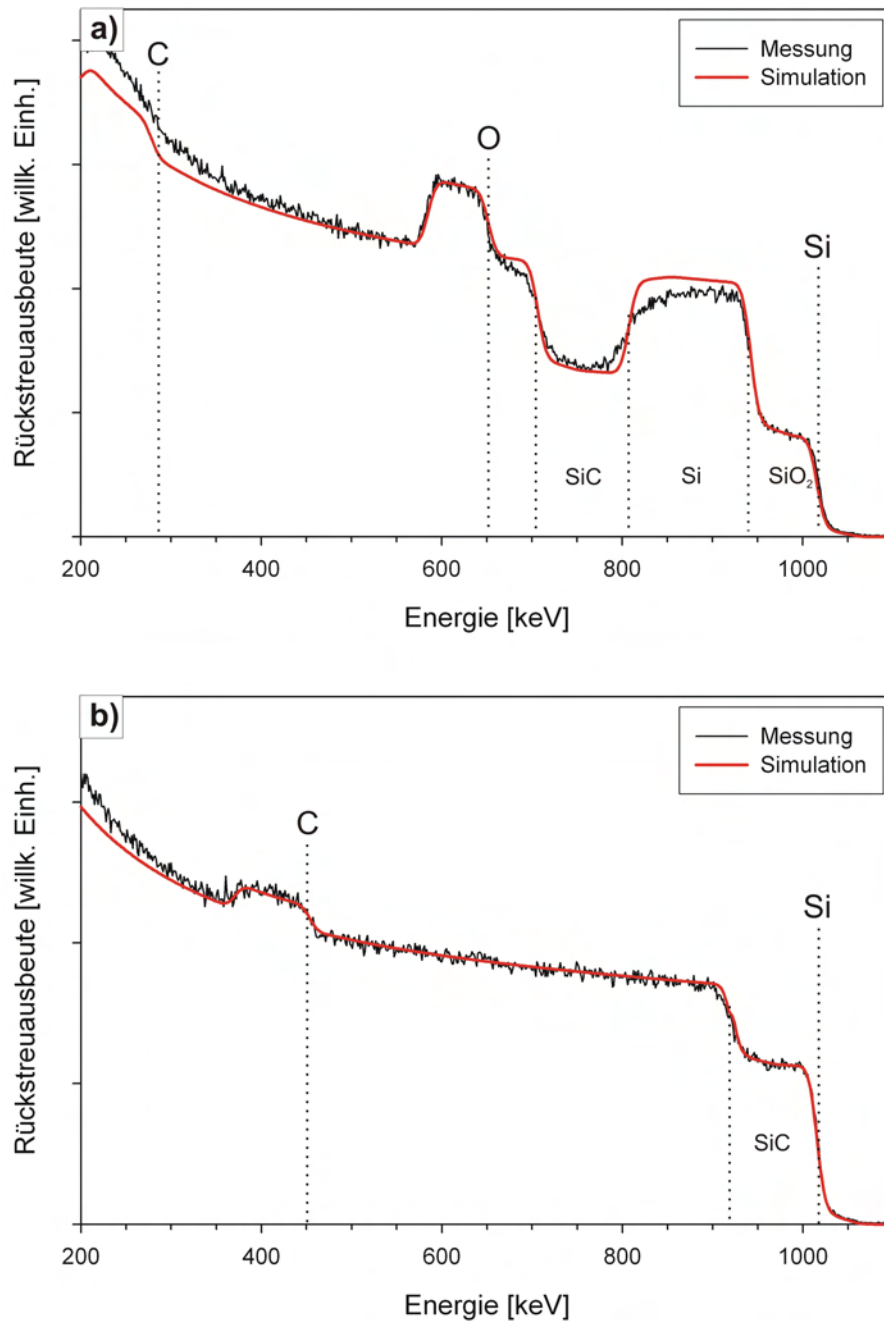 a)
C
O
Si
Messung
Simulation
Rückstreuausbeute [willk. Einh.]
SiC
Si
SiO₂
200
400
600
800
1000
Energie [keV]
b)
C
Si
Messung
Simulation
Rückstreuausbeute [willk. Einh.]
SiC
200
400
600
800
1000
Energie [keV]